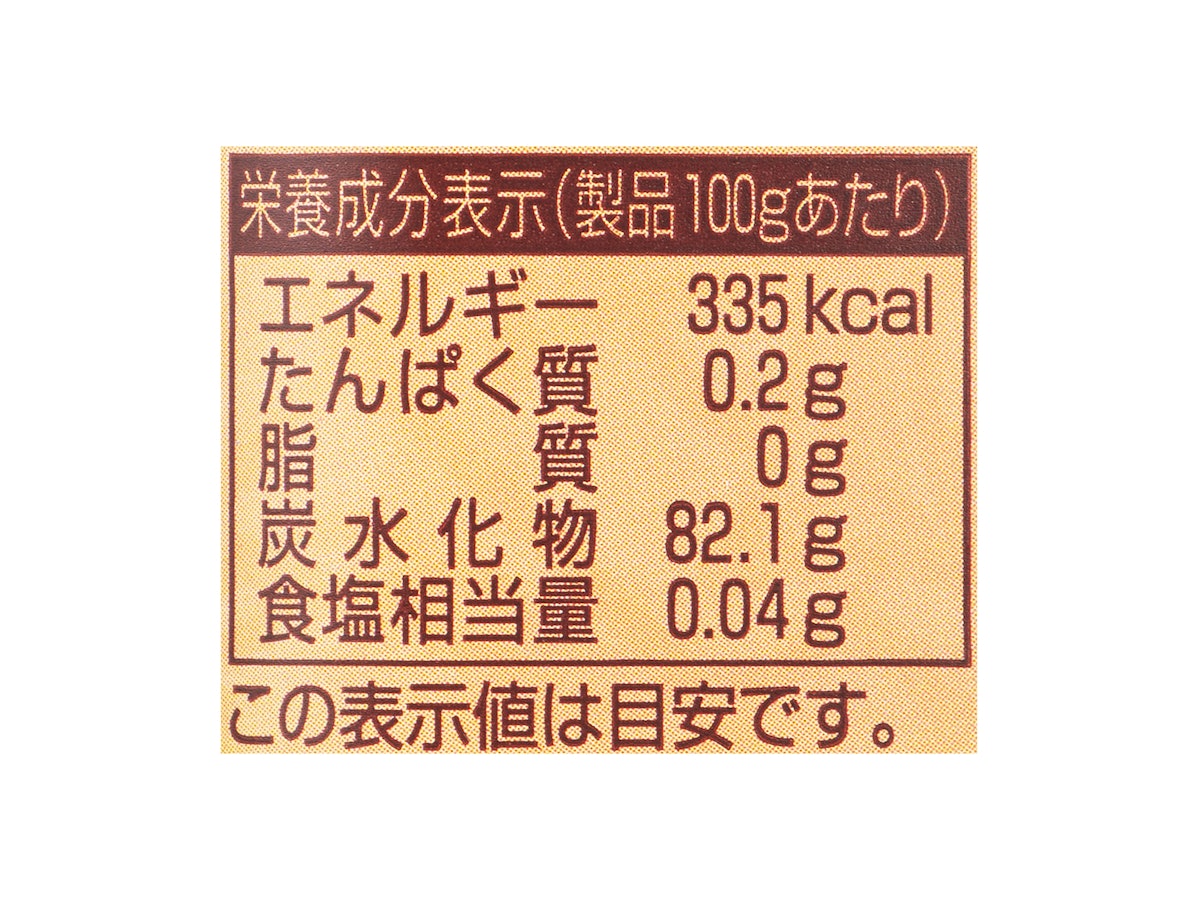 栄養成分表示(製品100gあたり)
エネルギー 335kcal
たんぱく質 0.2g
脂質 0g
炭水化物 82.1g
食塩相当量 0.04g
この表示値は目安です。